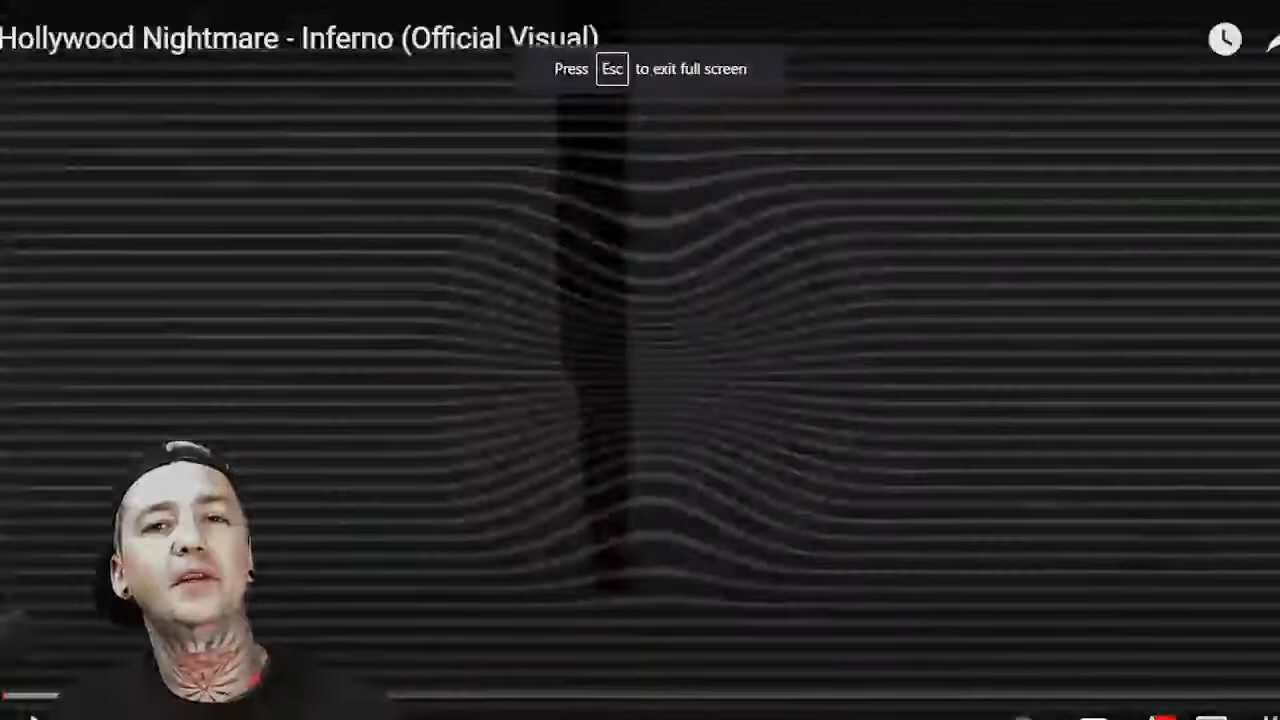 Hollywood Nightmare - Inferno (Official Visual)
Press Esc to exit full screen